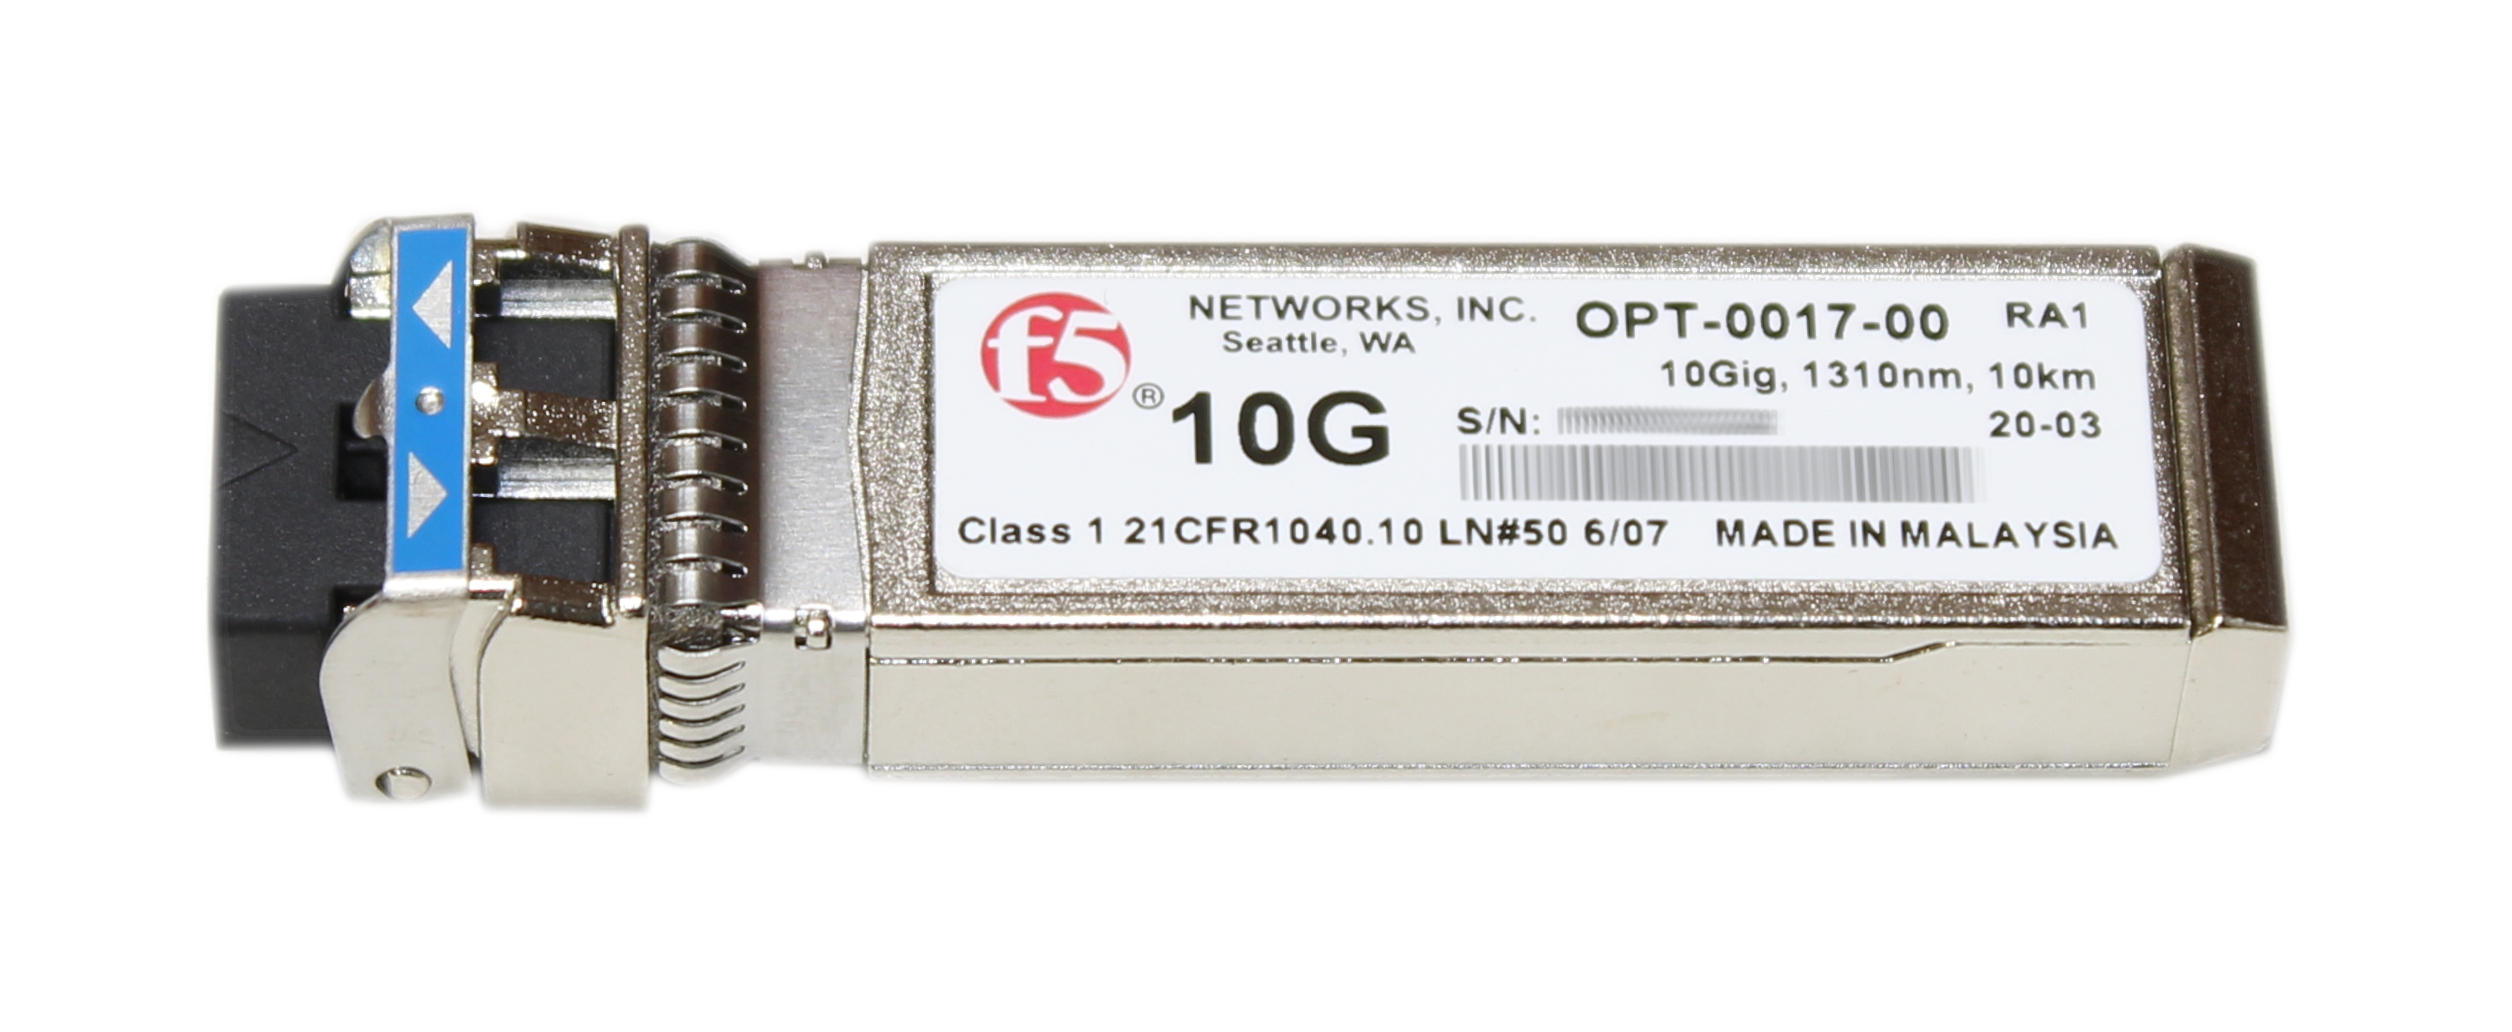 f5® NETWORKS, INC.
Seattle, WA
10G
OPT-0017-00 RA1
10Gig, 1310nm, 10km
S/N: 20-03
Class 1 21CFR1040.10 LN#50 6/07 MADE IN MALAYSIA